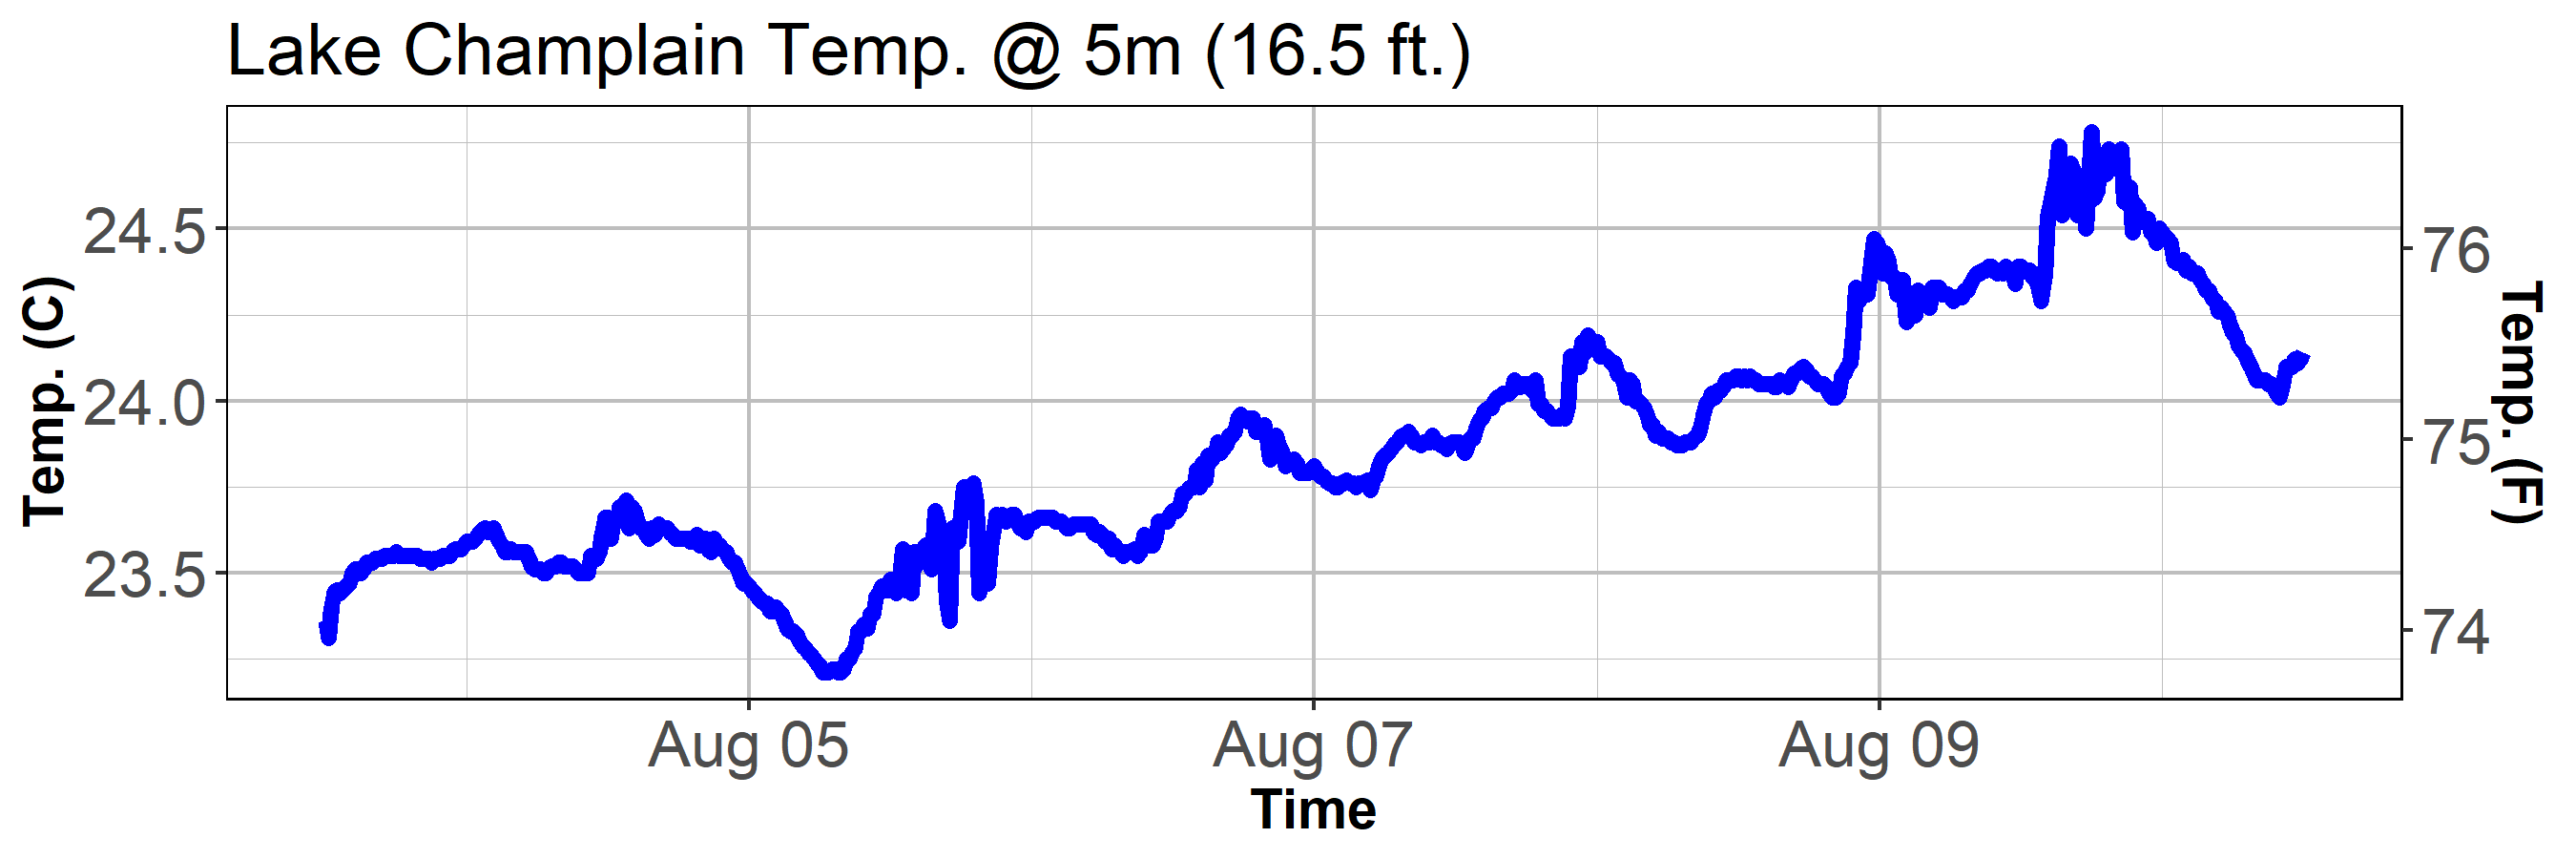 Lake Champlain Temp. @ 5m (16.5 ft.)
24.5
24.0
23.5
Temp. (C)
76
75
74
Temp. (F)
Aug 05 Aug 07 Aug 09
Time